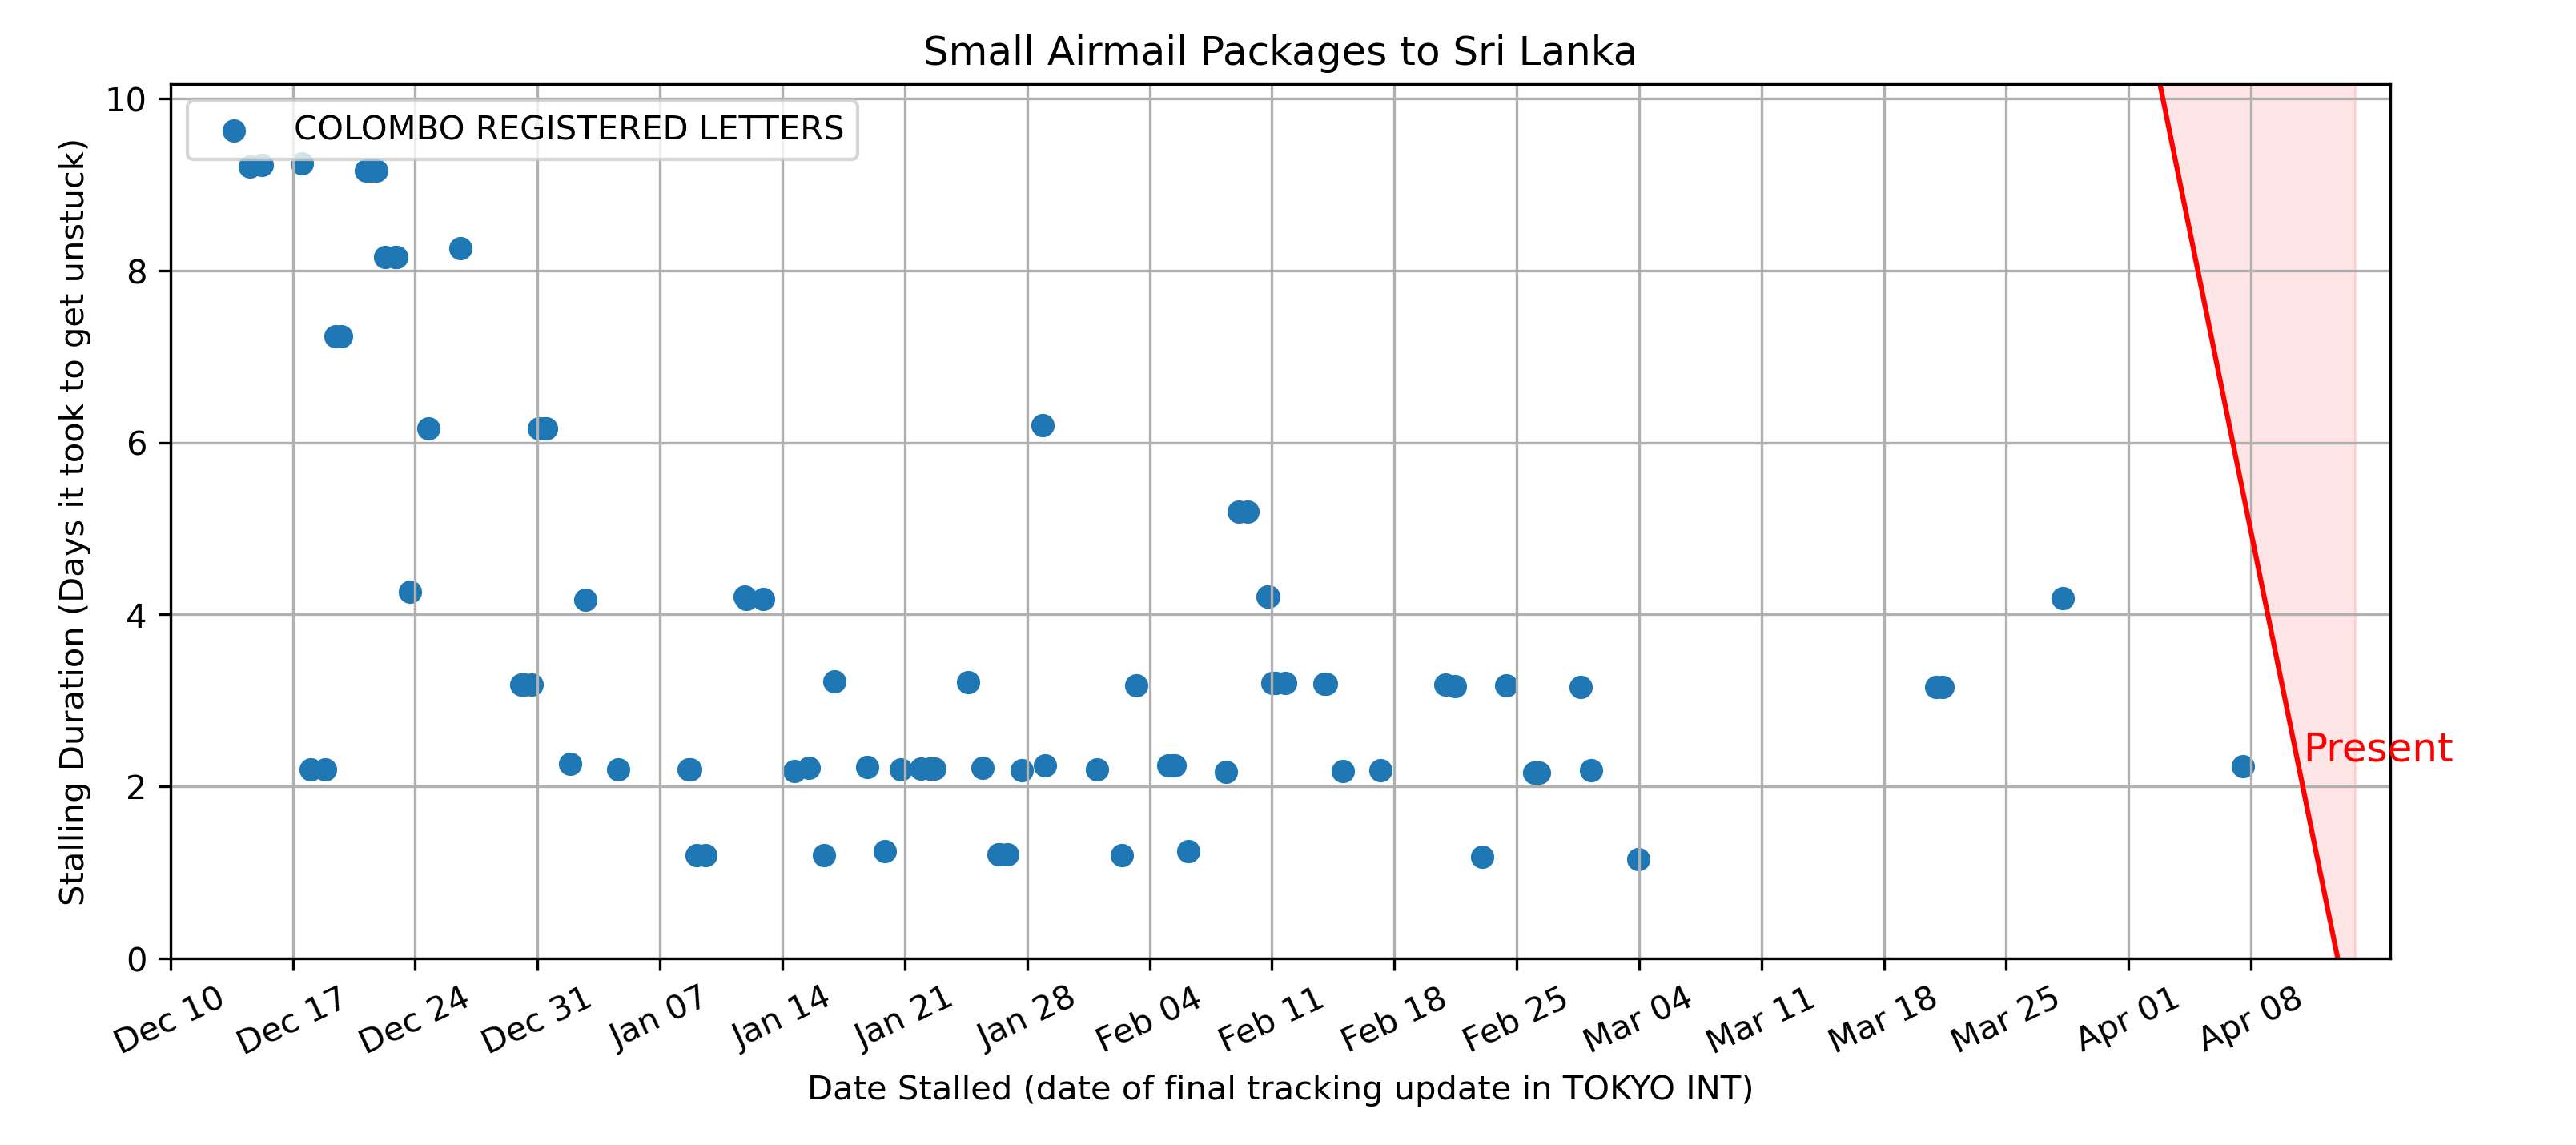 Small Airmail Packages to Sri Lanka
COLOMBO REGISTERED LETTERS
Stalling Duration (Days it took to get unstuck)
10
8
6
4
2
0
Present
Dec 10
Dec 17
Dec 24
Dec 31
Jan 07
Jan 14
Jan 21
Jan 28
Feb 04
Feb 11
Feb 18
Feb 25
Mar 04
Mar 11
Mar 18
Mar 25
Apr 01
Apr 08
Date Stalled (date of final tracking update in TOKYO INT)